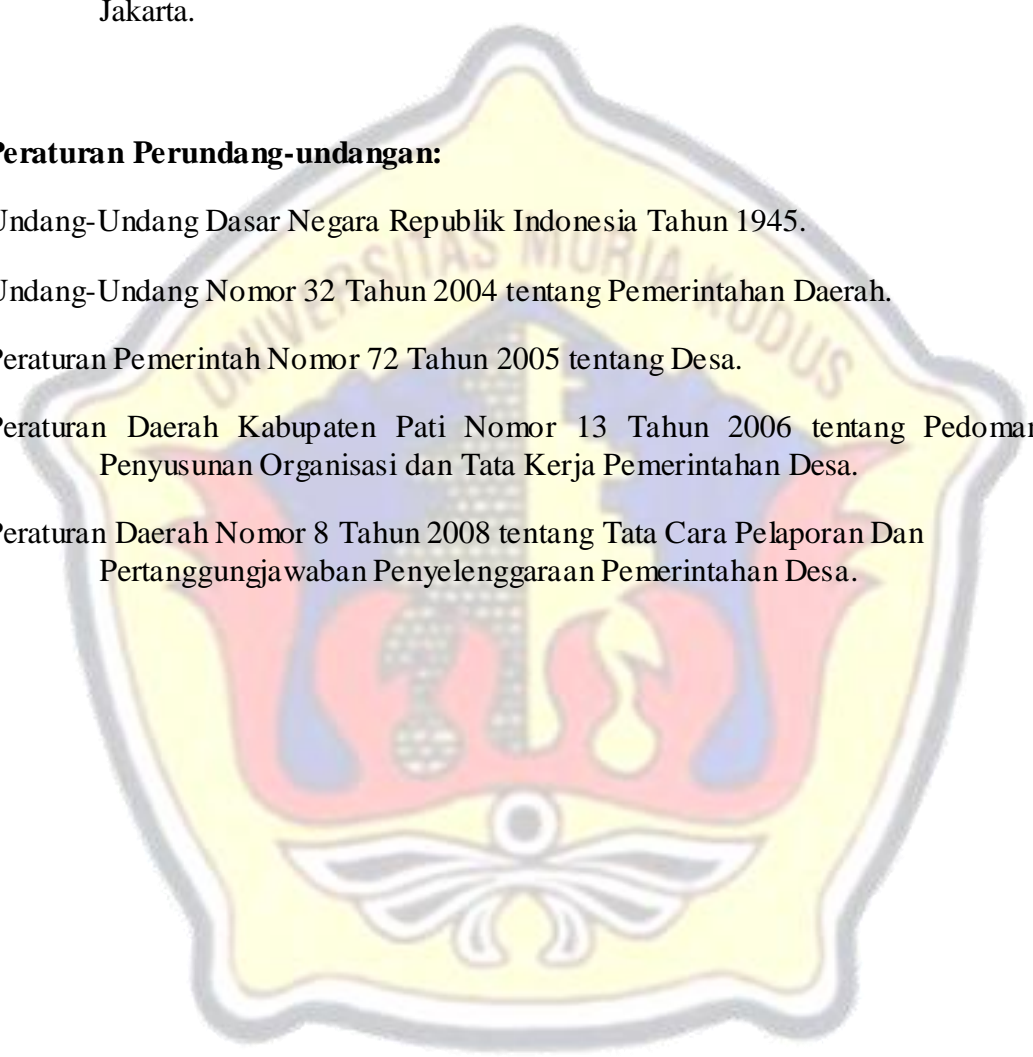 Jakarta.
Peraturan Perundang-undangan:
Undang-Undang Dasar Negara Republik Indonesia Tahun 1945.
UNIVERSITAS MURIA KUDUS
Undang-Undang Nomor 32 Tahun 2004 tentang Pemerintahan Daerah.
Peraturan Pemerintah Nomor 72 Tahun 2005 tentang Desa.
Peraturan Daerah Kabupaten Pati Nomor 13 Tahun 2006 tentang Pedoman
Penyusunan Organisasi dan Tata Kerja Pemerintahan Desa.
Peraturan Daerah Nomor 8 Tahun 2008 tentang Tata Cara Pelaporan Dan
Pertanggungjawaban Penyelenggaraan Pemerintahan Desa.